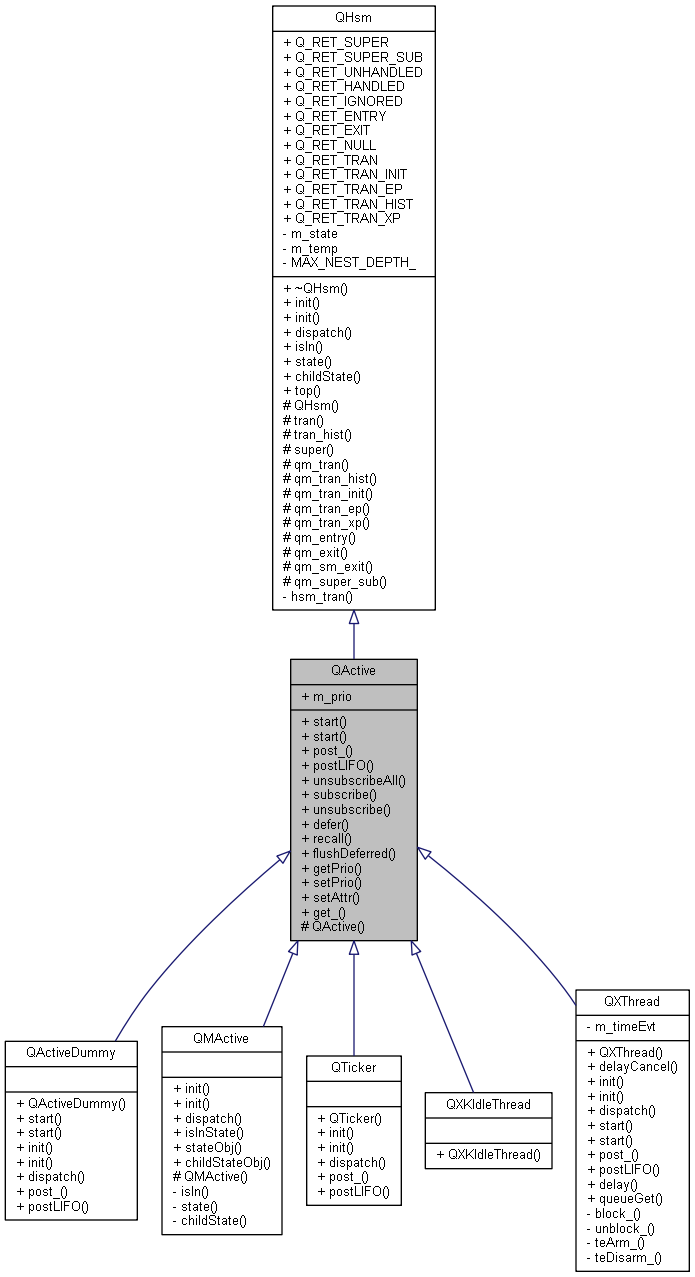 QHsm
+ Q_RET_SUPER
+ Q_RET_SUPER_SUB
+ Q_RET_UNHANDLED
+ Q_RET_HANDLED
+ Q_RET_IGNORED
+ Q_RET_ENTRY
+ Q_RET_EXIT
+ Q_RET_NULL
+ Q_RET_TRAN
+ Q_RET_TRAN_INIT
+ Q_RET_TRAN_EP
+ Q_RET_TRAN_HIST
+ Q_RET_TRAN_XP
- m_state
- m_temp
- MAX_NEST_DEPTH_
+ ~QHsm()
+ init()
+ init()
+ dispatch()
+ isIn()
+ state()
+ childState()
+ top()
# QHsm()
# tran()
# tran_hist()
# super()
# qm_tran()
# qm_tran_hist()
# qm_tran_init()
# qm_tran_ep()
# qm_tran_xp()
# qm_entry()
# qm_exit()
# qm_sm_exit()
# qm_super_sub()
- hsm_tran()
QActive
+ m_prio
+ start()
+ start()
+ post_()
+ postLIFO()
+ unsubscribeAll()
+ subscribe()
+ unsubscribe()
+ defer()
+ recall()
+ flushDeferred()
+ getPrio()
+ setPrio()
+ setAttr()
+ get_()
# QActive()
QActiveDummy
+ QActiveDummy()
+ start()
+ start()
+ init()
+ init()
+ dispatch()
+ post_()
+ postLIFO()
QMActive
+ init()
+ init()
+ dispatch()
+ isInState()
+ stateObj()
+ childStateObj()
# QMActive()
- isIn()
- state()
- childState()
QTicker
+ QTicker()
+ init()
+ init()
+ dispatch()
+ post_()
+ postLIFO()
QXKIdleThread
+ QXKIdleThread()
QXThread
- m_timeEvt
+ QXThread()
+ delayCancel()
+ init()
+ init()
+ dispatch()
+ start()
+ start()
+ post_()
+ postLIFO()
+ delay()
+ queueGet()
- block_()
- unblock_()
- teArm_()
- teDisarm_()